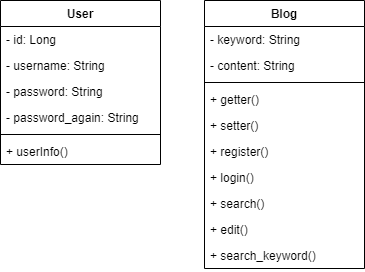 User
- id: Long
- username: String
- password: String
- password_again: String
+ userInfo()
Blog
- keyword: String
- content: String
+ getter()
+ setter()
+ register()
+ login()
+ search()
+ edit()
+ search_keyword()